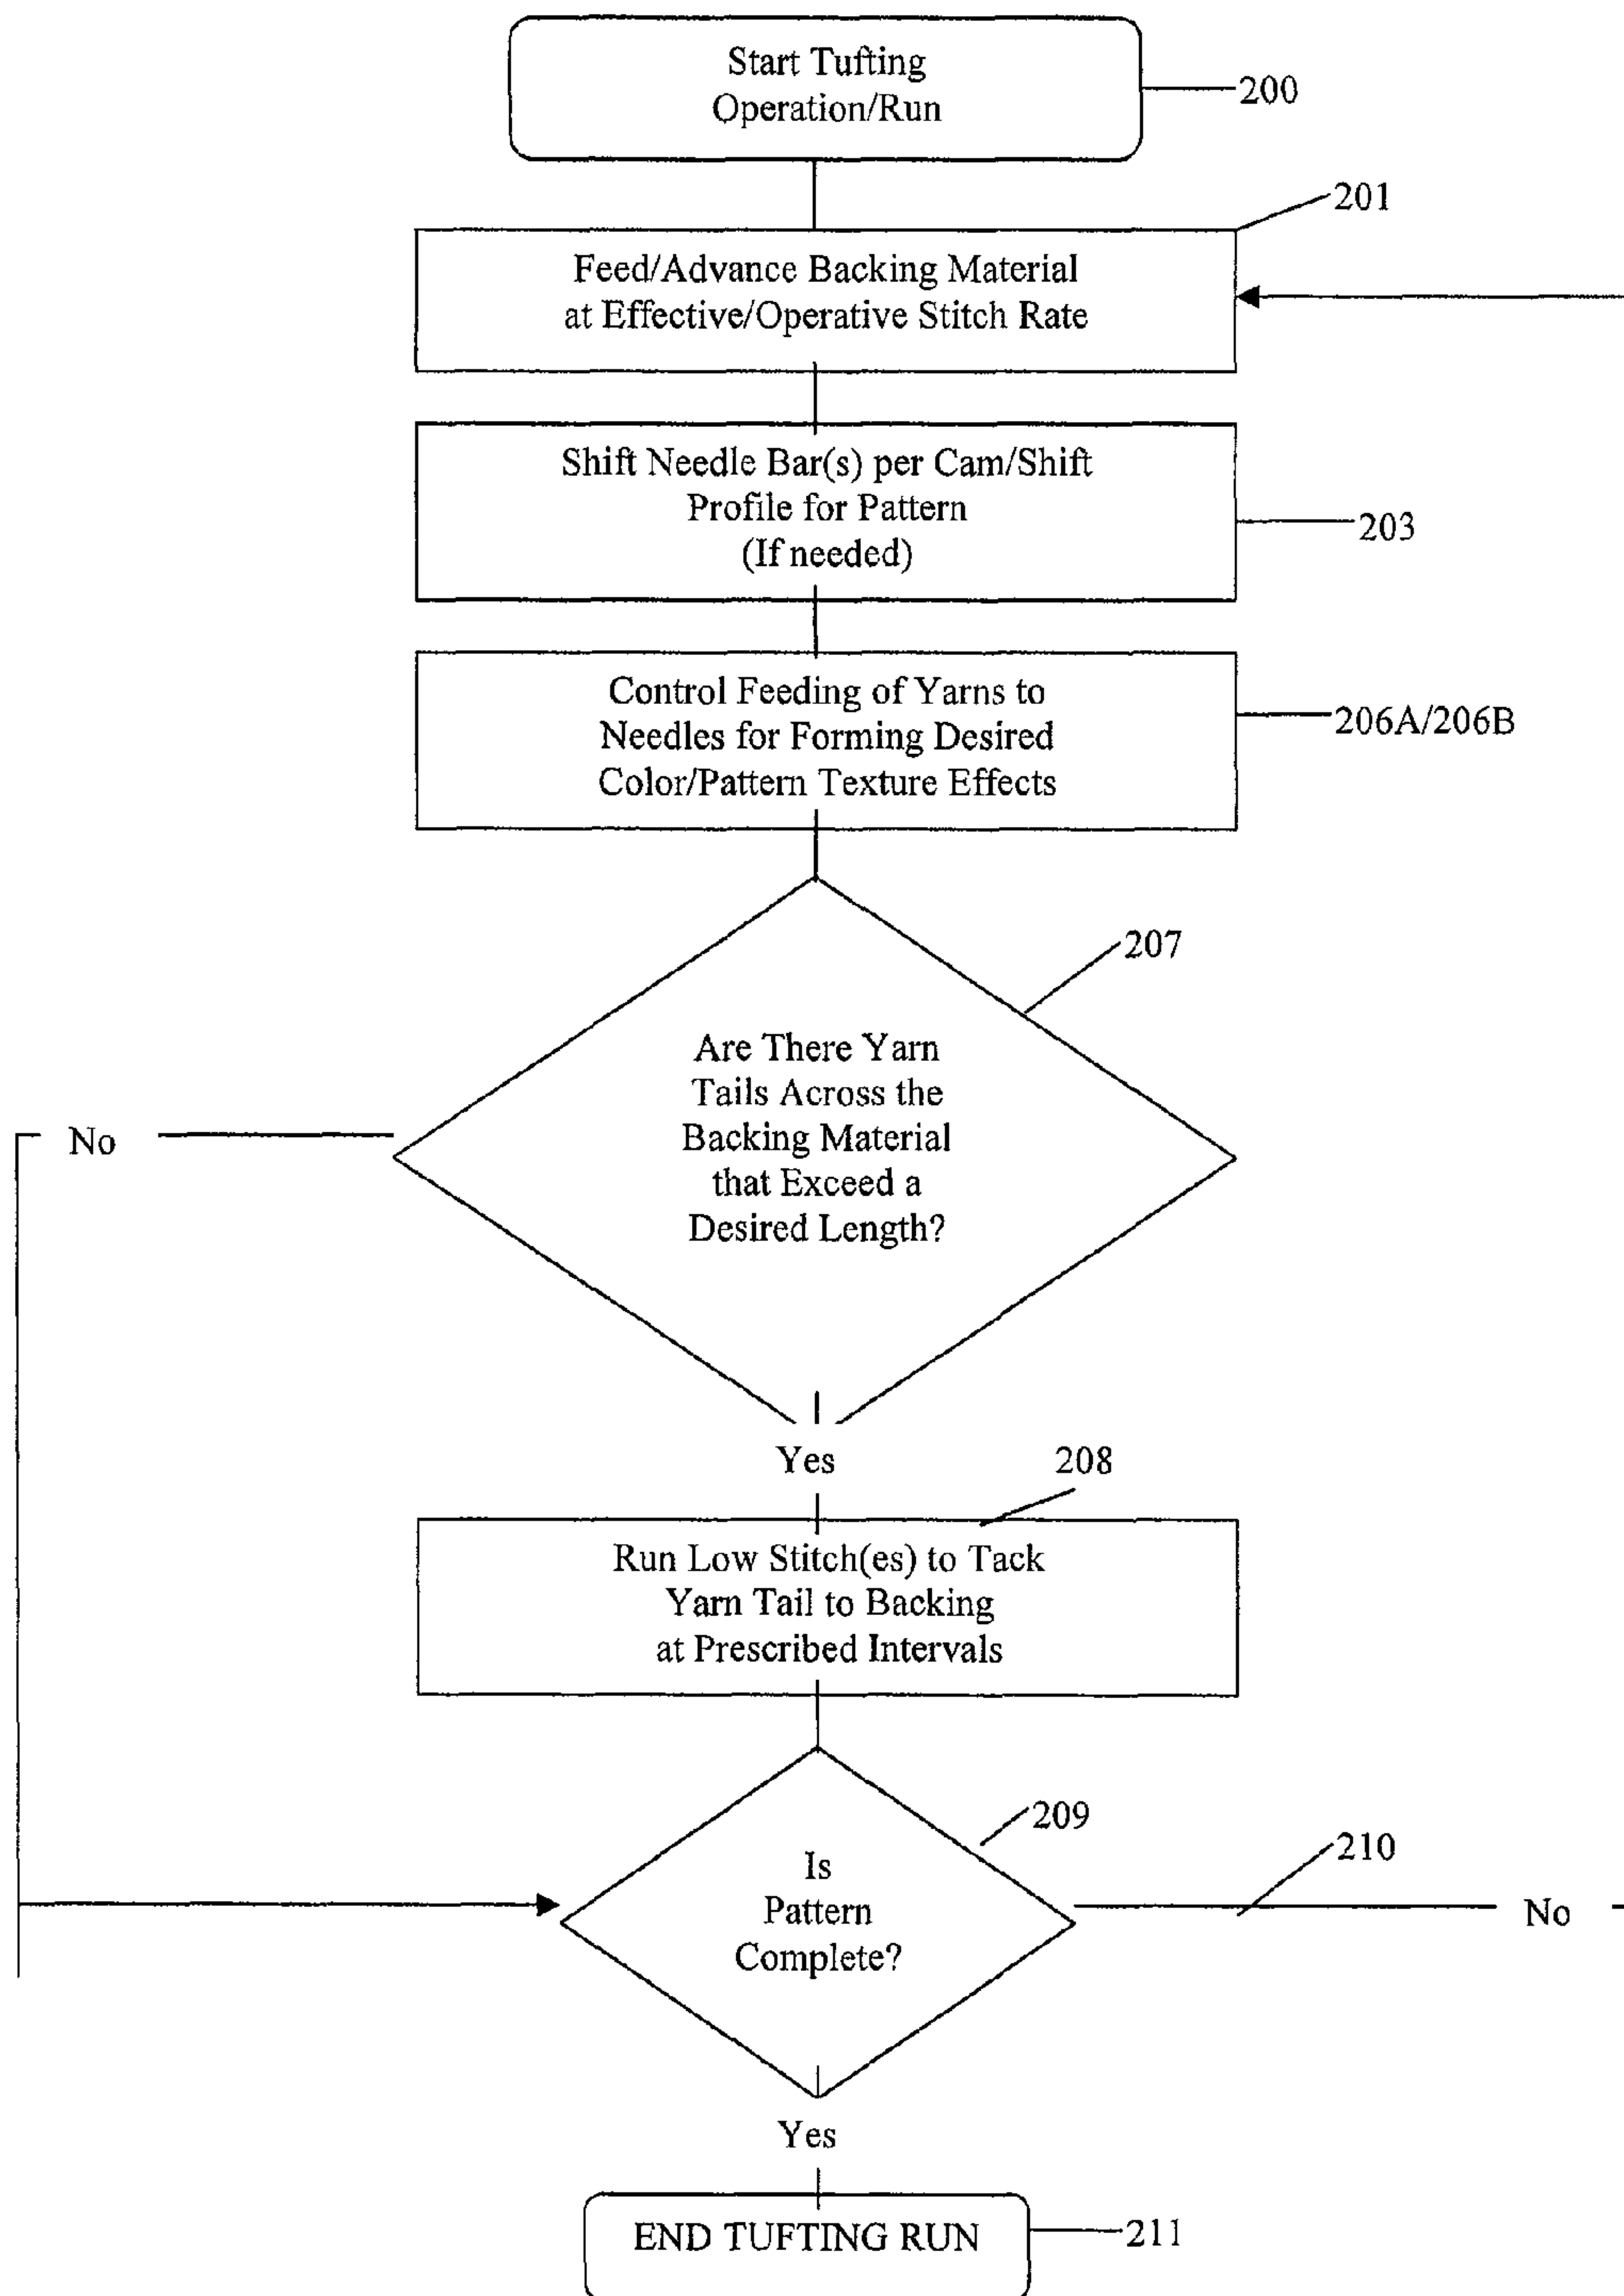 Start Tufting
Operation/Run
200
201
Feed/Advance Backing Material
at Effective/Operative Stitch Rate
Shift Needle Bar(s) per Cam/Shift
Profile for Pattern
(If needed)
203
Control Feeding of Yarns to
Needles for Forming Desired
Color/Pattern Texture Effects
206A/206B
207
Are There Yarn
Tails Across the
Backing Material
that Exceed a
Desired Length?
No
Yes
208
Run Low Stitch(es) to Tack
Yarn Tail to Backing
at Prescribed Intervals
209
Is
Pattern
Complete?
210
No
Yes
END TUFTING RUN
211